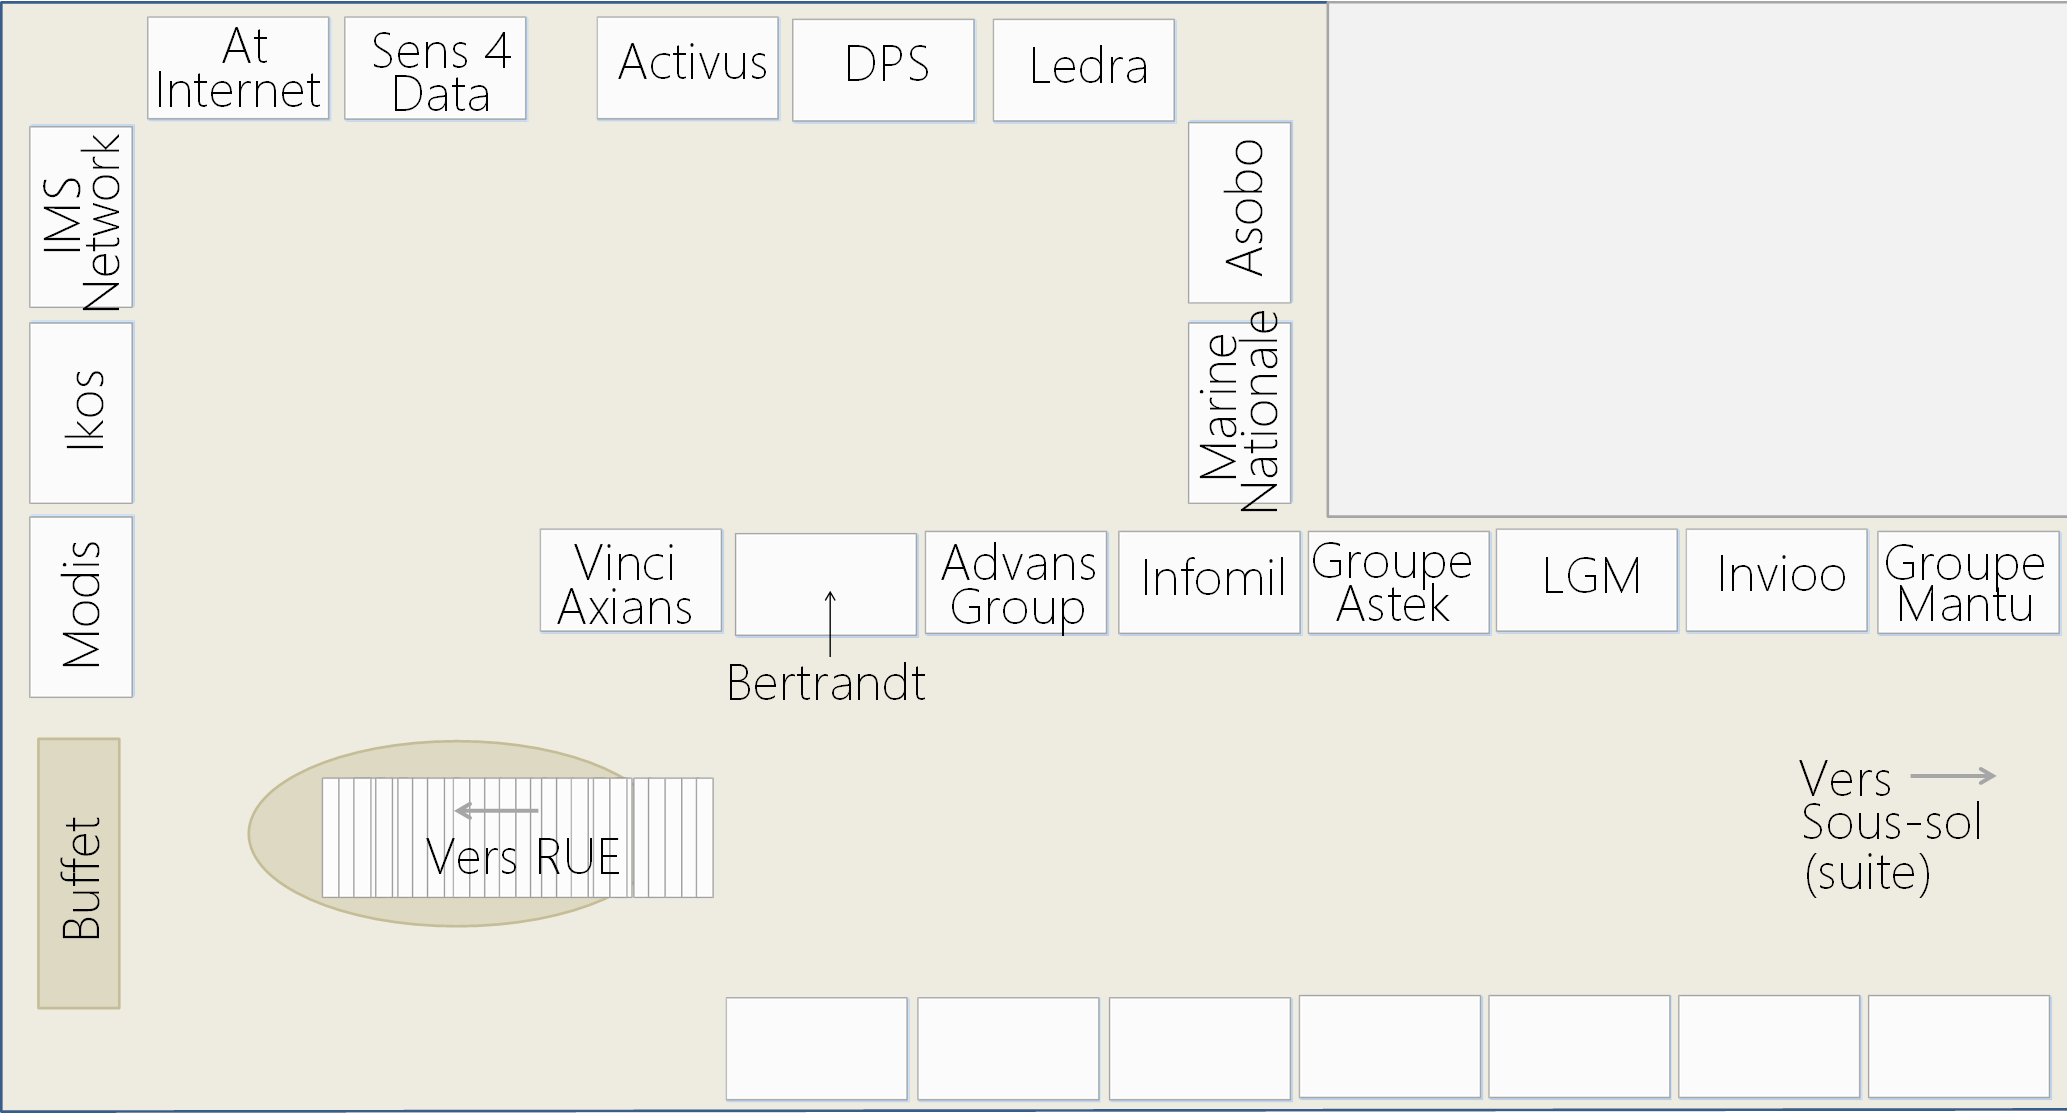 At
Internet
Sens 4
Data
Activus
DPS
Ledra
IMS
Network
Asobo
Ikos
Marine
Nationale
Modis
Vinci
Axians
Advans
Group
Infomil
Groupe
Astek
LGM
Invioo
Groupe
Mantu
Bertrandt
Buffet
Vers RUE
Vers
Sous-sol
(suite)